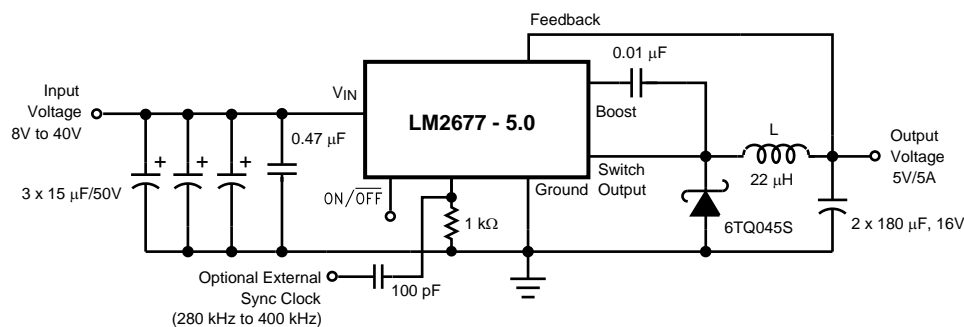 Feedback
0.01 μF
Input
Voltage
8V to 40V
VIN
LM2677 - 5.0
Boost
0.47 μF
L
Output
Voltage
5V/5A
3 x 15 μF/50V
+
+
+
ON/OFF
Ground
Switch
Output
22 μH
1 kΩ
6TQ045S
2 x 180 μF, 16V
Optional External
Sync Clock
(280 kHz to 400 kHz)
100 pF